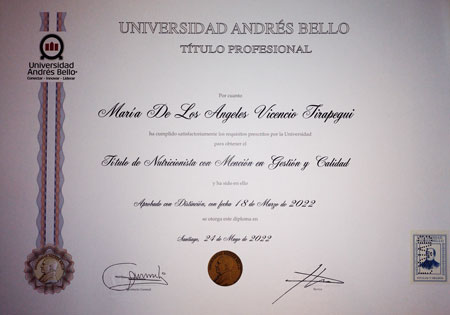 UNIVERSIDAD ANDRÉS BELLO
TÍTULO PROFESIONAL
Universidad
Andrés Bello
Conectar - Innovar - Liderar
Por cuanto
María De Los Angeles Vicencio Tirapegui
ha cumplido satisfactoriamente los requisitos prescritos por la Universidad
para obtener el
Título de Nutricionista con Mención en Gestión y Calidad
y ha sido en ello
Aprobado con Distinción, con fecha 18 de Marzo de 2022
se otorga este diploma en
Santiago, 24 de Mayo de 2022